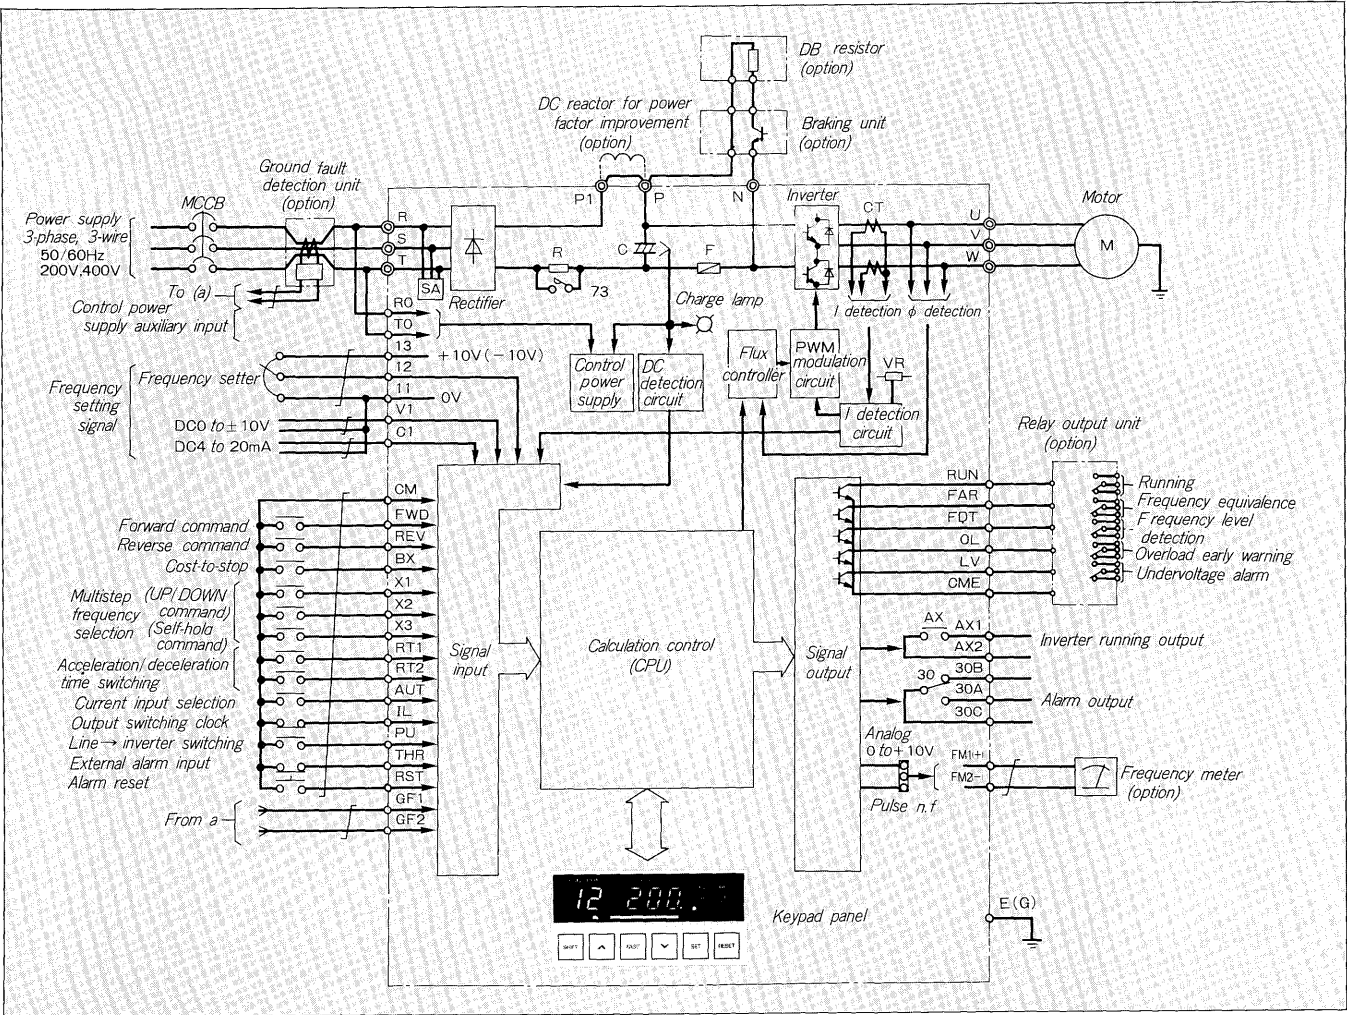 DB resistor
(option)
DC reactor for power
factor improvement
(option)
Braking unit
(option)
Ground fault
detection unit
(option)
MCCB
Power supply
3-phase, 3-wire
50/60Hz
200V,400V
To (a)
Control power
supply auxiliary input
R
S
T
SA
Rectifier
R0
T0
P1
P
N
C
R
73
F
Charge lamp
Inverter
CT
U
V
W
Motor
M
I detection
φ detection
Control
power
supply
DC
detection
circuit
Flux
controller
PWM
modulation
circuit
VR
I detection
circuit
Frequency
setting
signal
Frequency setter
DC0 to ±10V
DC4 to 20mA
13
+10V(−10V)
12
11
0V
V1
C1
CM
FWD
REV
BX
X1
X2
X3
RT1
RT2
AUT
IL
PU
THR
RST
GF1
GF2
Forward command
Reverse command
Cost-to-stop
Multistep (UP/DOWN
frequency command)
selection (Self-hola
command)
Acceleration/deceleration
time switching
Current input selection
Output switching clock
Line→inverter switching
External alarm input
Alarm reset
From a
Signal
input
Calculation control
(CPU)
Signal
output
RUN
FAR
FDT
OL
LV
CME
Relay output unit
(option)
Running
Frequency equivalence
Frequency level
detection
Overload early warning
Undervoltage alarm
AX
AX1
AX2
Inverter running output
30
30B
30A
30C
Alarm output
Analog
0 to+10V
Pulse n.f
FM1+
FM2-
Frequency meter
(option)
12 200.
Keypad panel
SHIFT
FAST
SET
RESET
E(G)